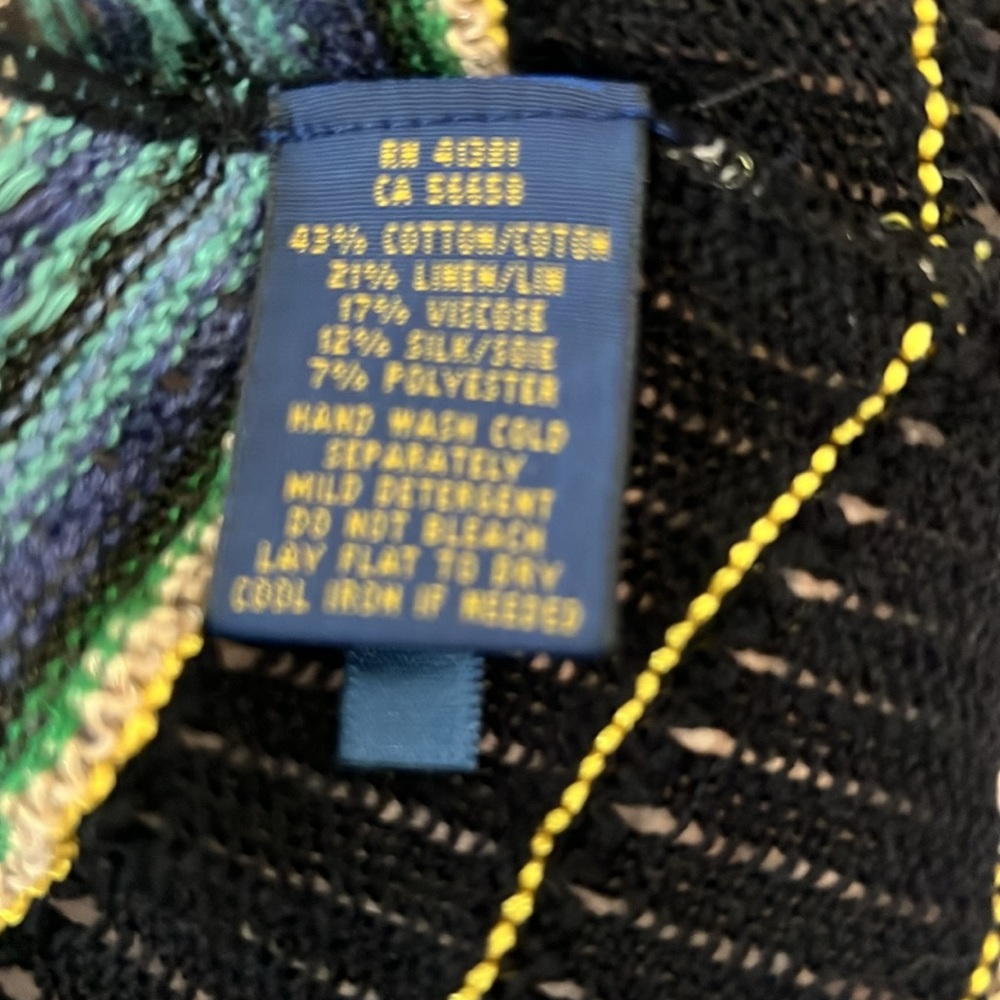 RN 41381
CA 56658
43% COTTON/COTON
21% LINEN/LIN
17% VISCOSE
12% SILK/SOIE
7% POLYESTER
HAND WASH COLD
SEPARATELY
MILD DETERGENT
DO NOT BLEACH
LAY FLAT TO DRY
COOL IRON IF NEEDED